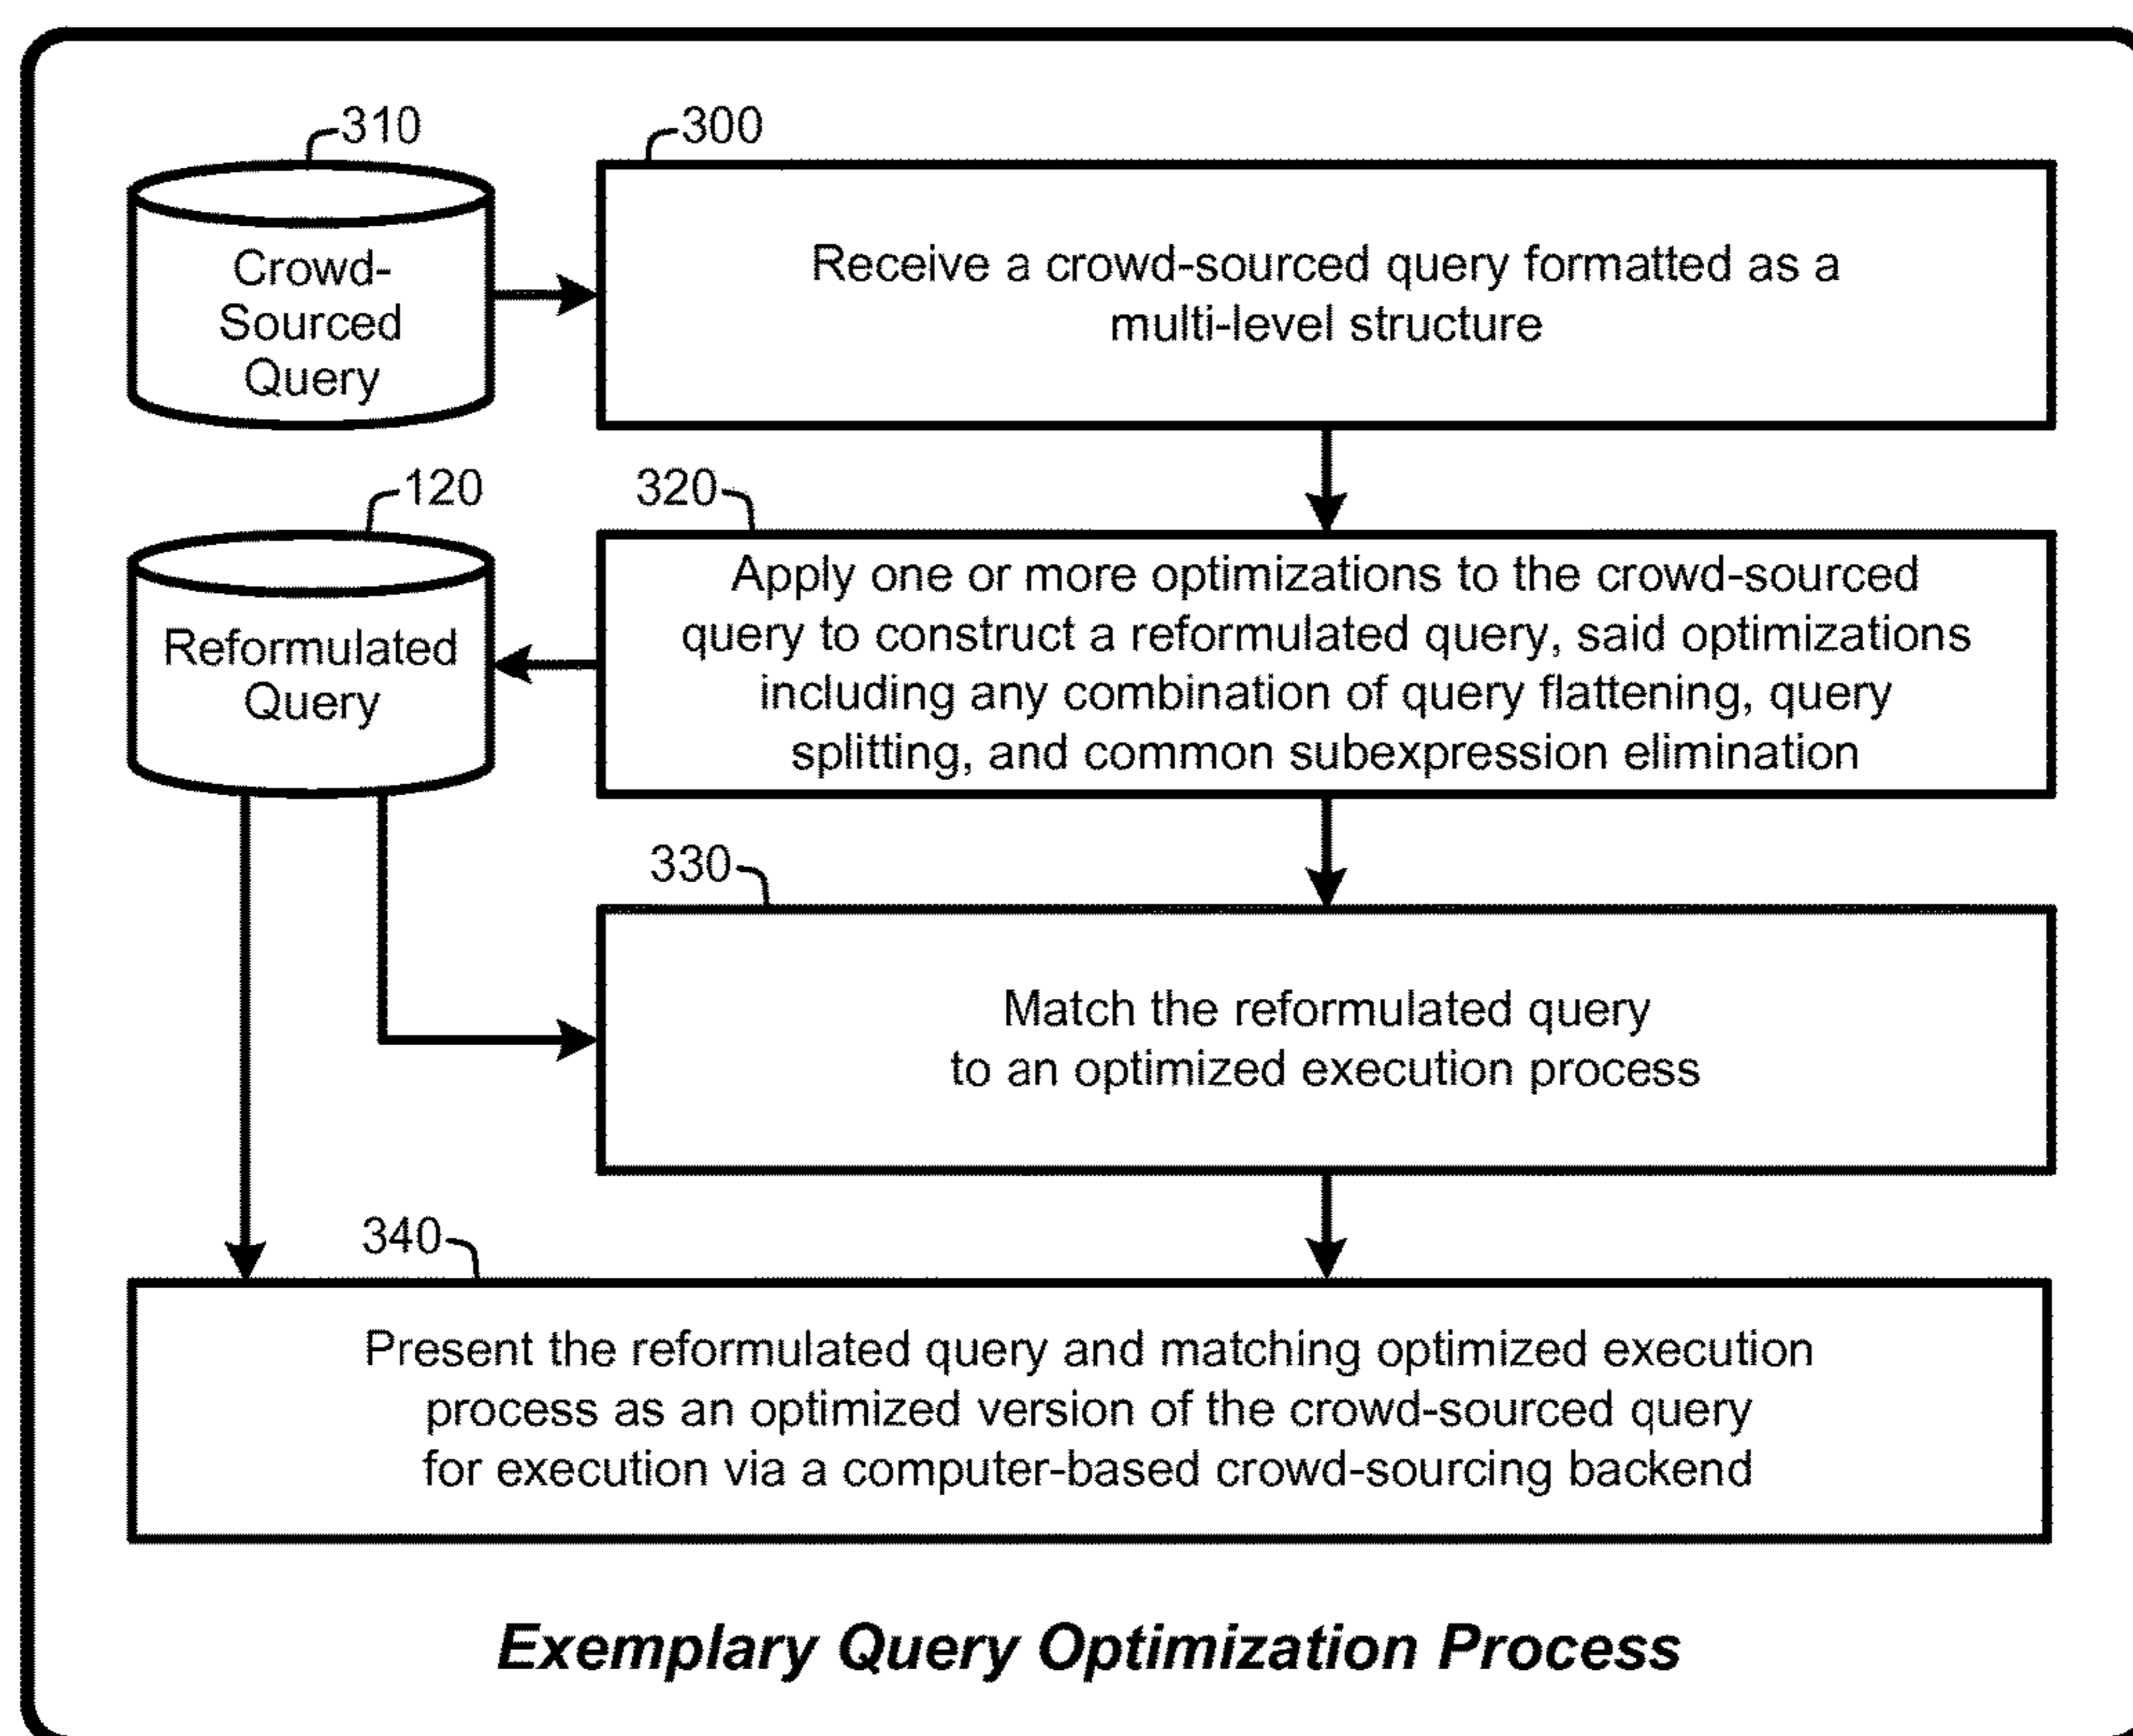 310
300
Crowd-
Sourced
Query
Receive a crowd-sourced query formatted as a
multi-level structure
120
320
Reformulated
Query
Apply one or more optimizations to the crowd-sourced
query to construct a reformulated query, said optimizations
including any combination of query flattening, query
splitting, and common subexpression elimination
330
Match the reformulated query
to an optimized execution process
340
Present the reformulated query and matching optimized execution
process as an optimized version of the crowd-sourced query
for execution via a computer-based crowd-sourcing backend
Exemplary Query Optimization Process